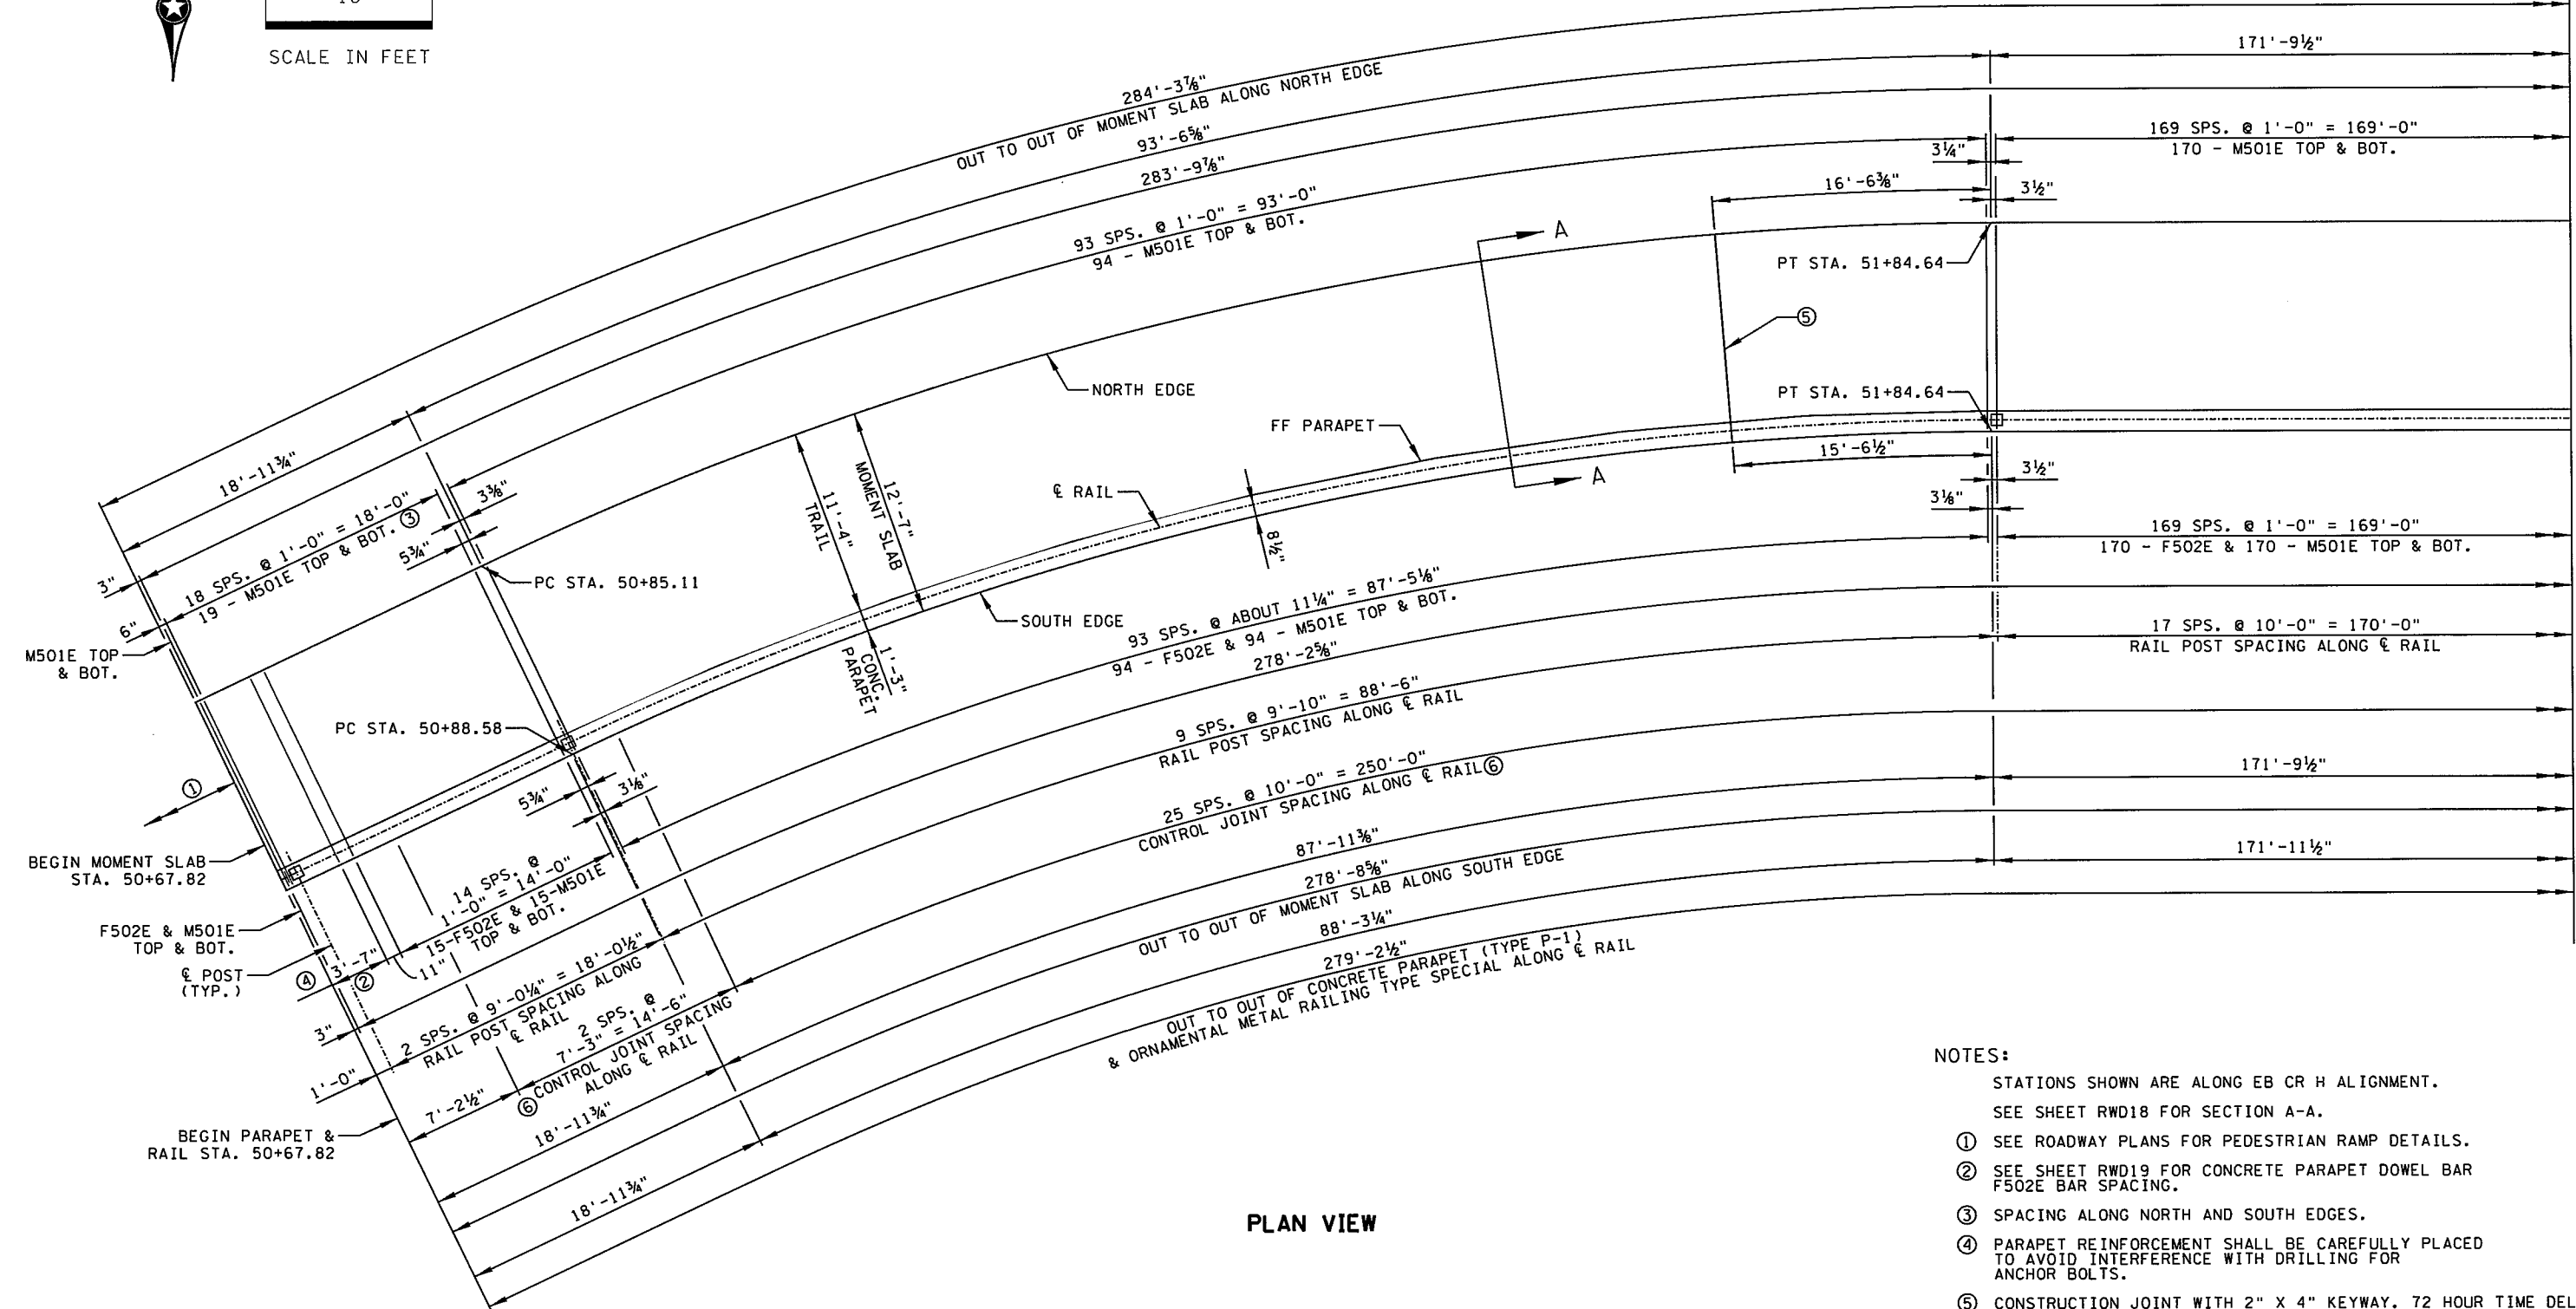 SCALE IN FEET
284'-3⅞"
OUT TO OUT OF MOMENT SLAB ALONG NORTH EDGE
93'-6⅝"
283'-9⅞"
93 SPS. @ 1'-0" = 93'-0"
94 - M501E TOP & BOT.
171'-9½"
169 SPS. @ 1'-0" = 169'-0"
170 - M501E TOP & BOT.
3¼"
16'-6⅜"
3½"
A
PT STA. 51+84.64
⑤
NORTH EDGE
PT STA. 51+84.64
FF PARAPET
15'-6½"
A
3½"
3⅛"
℄ RAIL
8½"
12'-7"
MOMENT SLAB
11'-4"
TRAIL
18'-11¾"
18 SPS. @ 1'-0" = 18'-0"
19 - M501E TOP & BOT. ③
3⅜"
5¾"
3"
6"
PC STA. 50+85.11
M501E TOP
& BOT.
SOUTH EDGE
1'-3"
CONC.
PARAPET
169 SPS. @ 1'-0" = 169'-0"
170 - F502E & 170 - M501E TOP & BOT.
17 SPS. @ 10'-0" = 170'-0"
RAIL POST SPACING ALONG ℄ RAIL
93 SPS. @ ABOUT 11¼" = 87'-5⅛"
94 - F502E & 94 - M501E TOP & BOT.
278'-2⅝"
9 SPS. @ 9'-10" = 88'-6"
RAIL POST SPACING ALONG ℄ RAIL
25 SPS. @ 10'-0" = 250'-0"
CONTROL JOINT SPACING ALONG ℄ RAIL ⑥
171'-9½"
87'-11⅜"
278'-8⅝"
OUT TO OUT OF MOMENT SLAB ALONG SOUTH EDGE
171'-11½"
88'-3¼"
279'-2½"
OUT TO OUT OF CONCRETE PARAPET (TYPE P-1)
& ORNAMENTAL METAL RAILING TYPE SPECIAL ALONG ℄ RAIL
PC STA. 50+88.58
①
5¾"
3⅛"
BEGIN MOMENT SLAB
STA. 50+67.82
14 SPS. @
1'-0" = 14'-0"
15-F502E & 15-M501E
TOP & BOT.
F502E & M501E
TOP & BOT.
℄ POST
(TYP.)
④
3'-7"
②
11"
3"
2 SPS. @ 9'-0¼" = 18'-0½"
RAIL POST SPACING ALONG
℄ RAIL
1'-0"
2 SPS. @
7'-3" = 14'-6"
⑥ CONTROL JOINT SPACING
ALONG ℄ RAIL
7'-2½"
18'-11¾"
BEGIN PARAPET &
RAIL STA. 50+67.82
18'-11¾"
PLAN VIEW
NOTES:
STATIONS SHOWN ARE ALONG EB CR H ALIGNMENT.
SEE SHEET RWD18 FOR SECTION A-A.
① SEE ROADWAY PLANS FOR PEDESTRIAN RAMP DETAILS.
② SEE SHEET RWD19 FOR CONCRETE PARAPET DOWEL BAR
F502E BAR SPACING.
③ SPACING ALONG NORTH AND SOUTH EDGES.
④ PARAPET REINFORCEMENT SHALL BE CAREFULLY PLACED
TO AVOID INTERFERENCE WITH DRILLING FOR
ANCHOR BOLTS.
⑤ CONSTRUCTION JOINT WITH 2" X 4" KEYWAY. 72 HOUR TIME DEL